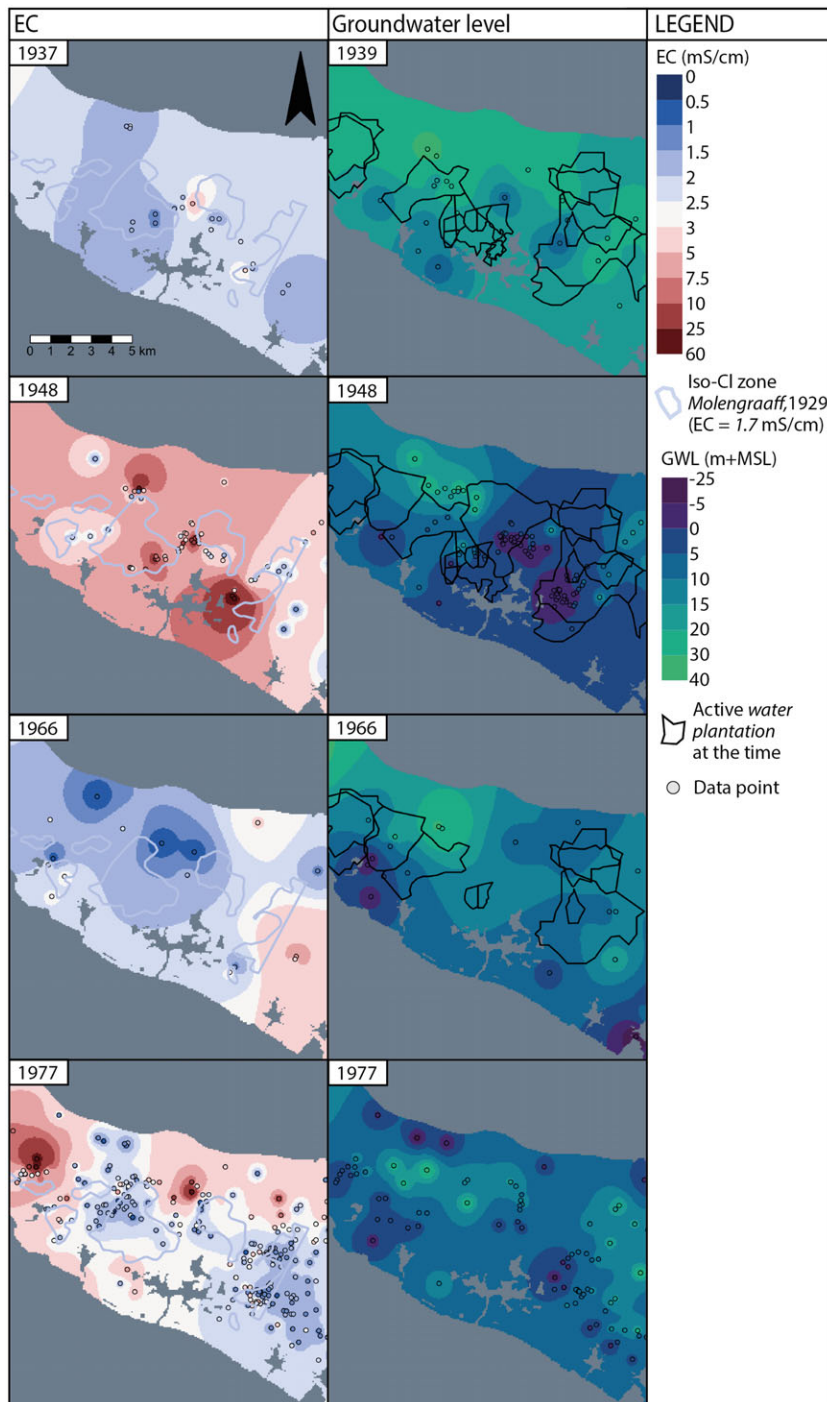 EC
Groundwater level
LEGEND
1937
1939
0 1 2 3 4 5 km
1948
1948
1966
1966
1977
1977
EC (mS/cm)
0
0.5
1
1.5
2
2.5
3
5
7.5
10
25
60
Iso-Cl zone
Molengraaff,1929
(EC = 1.7 mS/cm)
GWL (m+MSL)
-25
-5
0
5
10
15
20
30
40
Active water
plantation
at the time
Data point